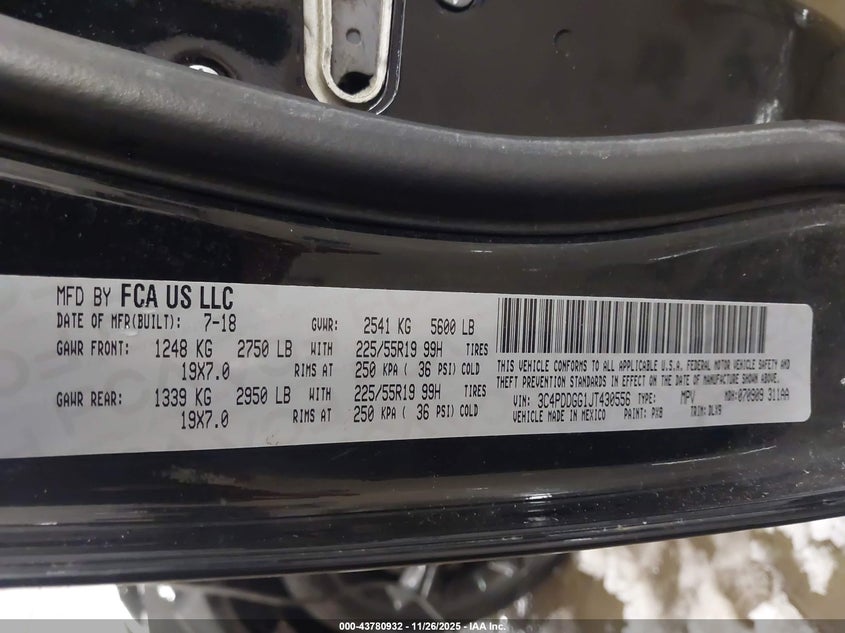 MFD BY FCA US LLC
DATE OF MFR(BUILT): 7-18 GVWR: 2541 KG 5600 LB
GAWR FRONT: 1248 KG 2750 LB WITH 225/55R19 99H TIRES
19X7.0 RIMS AT 250 KPA ( 36 PSI) COLD
GAWR REAR: 1339 KG 2950 LB WITH 225/55R19 99H TIRES
19X7.0 RIMS AT 250 KPA ( 36 PSI) COLD
THIS VEHICLE CONFORMS TO ALL APPLICABLE U.S.A. FEDERAL MOTOR VEHICLE SAFETY AND
THEFT PREVENTION STANDARDS IN EFFECT ON THE DATE OF MANUFACTURE SHOWN ABOVE.
VIN: 3C4PDDGG1JT430556 TYPE: MPV MDH: 070909 311AA
VEHICLE MADE IN MEXICO PAINT: PX8 TRIM: DLX9
000-43780932 - 11/26/2025 - IAA Inc.